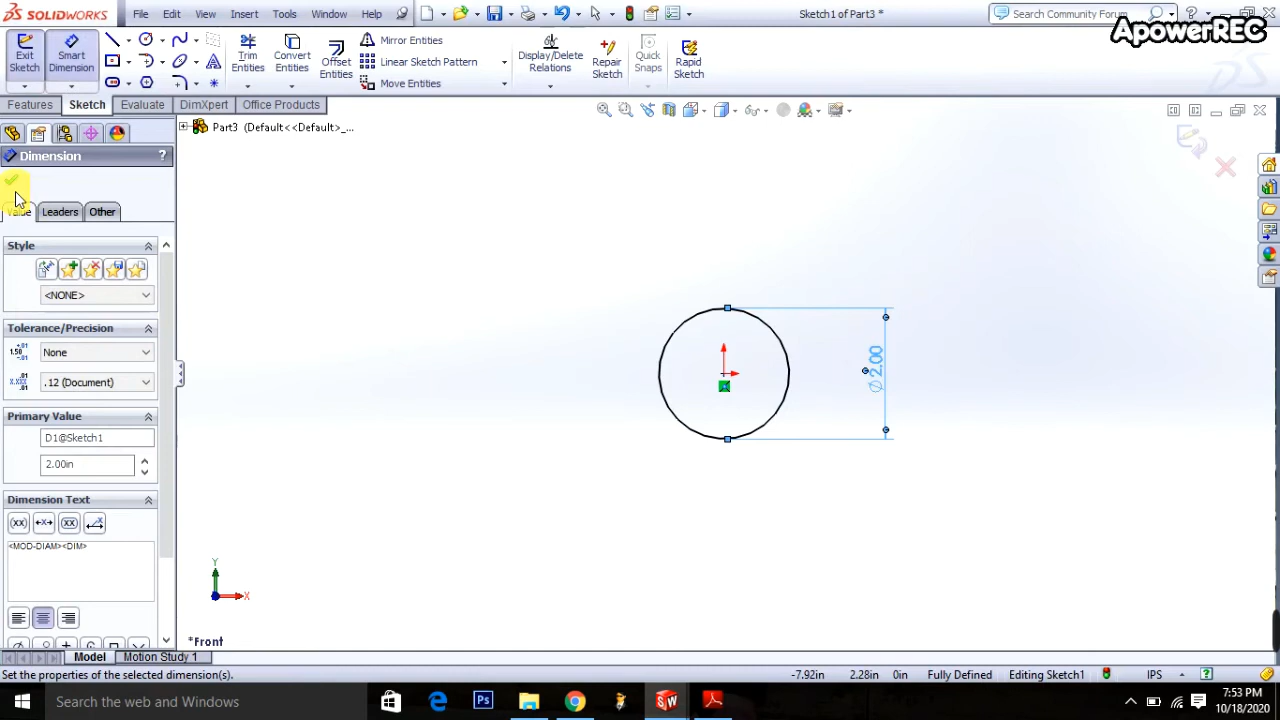 SOLIDWORKS File Edit View Insert Tools Window Help Sketch1 of Part3 * Search Community Forum
ApowerREC
Exit Sketch
Smart Dimension
Trim Entities
Convert Entities
Offset Entities
Mirror Entities
Linear Sketch Pattern
Move Entities
Display/Delete Relations
Repair Sketch
Quick Snaps
Rapid Sketch
Features Sketch Evaluate DimXpert Office Products
Part3 (Default<<Default>_...
Dimension ?
Value Leaders Other
Style
<NONE>
Tolerance/Precision
None
.12 (Document)
Primary Value
D1@Sketch1
2.00in
Dimension Text
(xx)
<MOD-DIAM><DIM>
∅2.00
Y
X
*Front
Model Motion Study 1
Set the properties of the selected dimension(s). -7.92in 2.28in 0in Fully Defined Editing Sketch1 IPS
Search the web and Windows
7:53 PM
10/18/2020